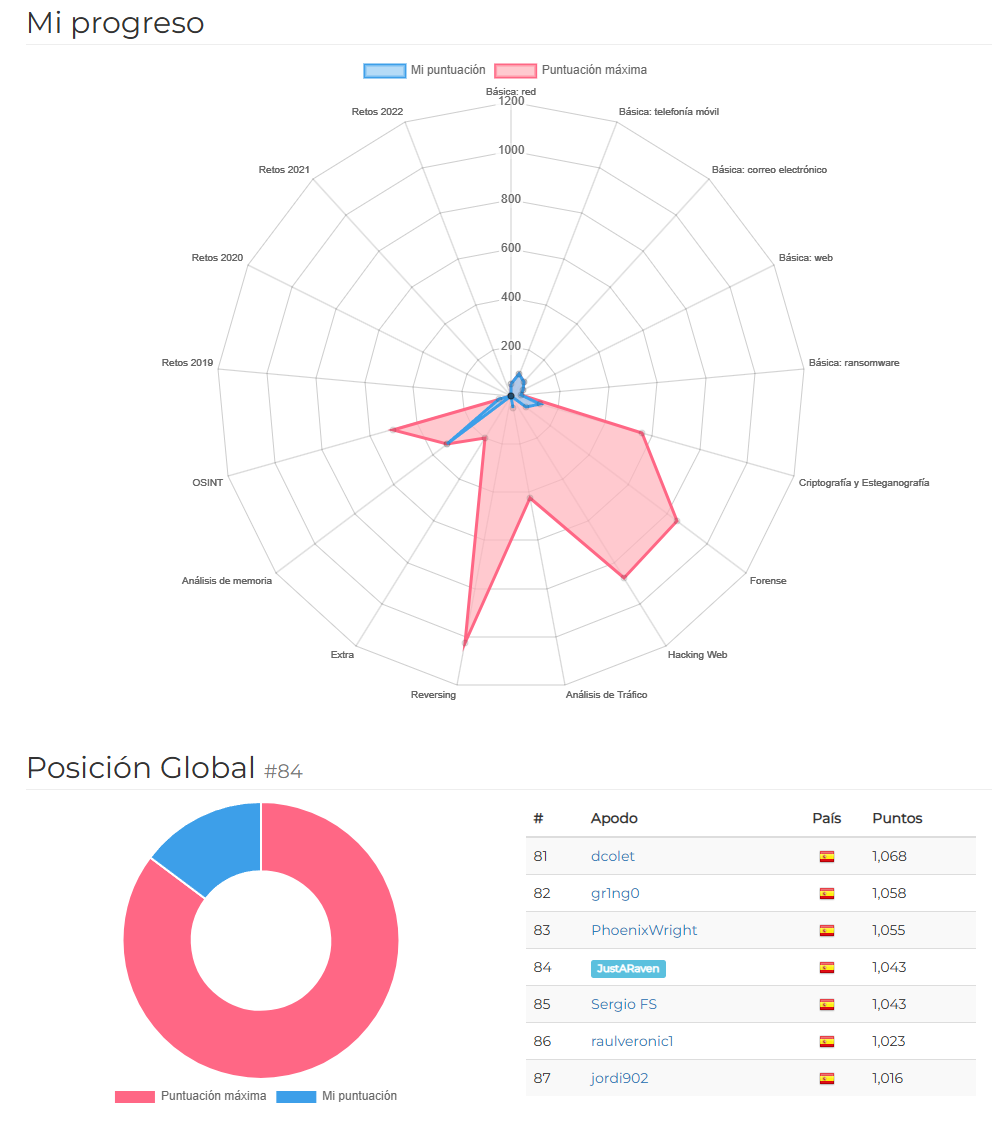 Mi progreso
Mi puntuación Puntuación máxima
Básica: red
1200
Retos 2022 Básica: telefonía móvil
1000
Retos 2021 Básica: correo electrónico
800
600
Retos 2020 Básica: web
400
200
Retos 2019 Básica: ransomware
OSINT Criptografía y Esteganografía
Análisis de memoria Forense
Extra Hacking Web
Reversing Análisis de Tráfico
Posición Global #84
# Apodo País Puntos
81 dcolet 1,068
82 gr1ng0 1,058
83 PhoenixWright 1,055
84 JustARaven 1,043
85 Sergio FS 1,043
86 raulveronic1 1,023
87 jordi902 1,016
Puntuación máxima Mi puntuación